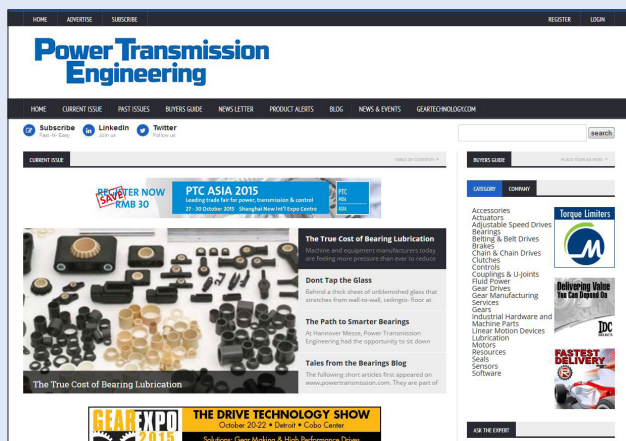 HOME ADVERTISE SUBSCRIBE REGISTER LOGIN
Power Transmission
Engineering
HOME CURRENT ISSUE PAST ISSUES BUYERS GUIDE NEWS LETTER PRODUCT ALERTS BLOG NEWS & EVENTS GEARTECHNOLOGY.COM
Subscribe LinkedIn Twitter
Fast -N- Easy Join us Follow us
search
CURRENT ISSUE TABLE OF CONTENTS
BUYERS GUIDE PLACE YOUR AD HERE
REGISTER NOW
SAVE
RMB 30
PTC ASIA 2015
Leading trade fair for power, transmission & control
27 - 30 October 2015 Shanghai New Int'l Expo Centre
PTC
ASIA
CATEGORY COMPANY
Accessories
Actuators
Adjustable Speed Drives
Bearings
Belting & Belt Drives
Brakes
Chain & Chain Drives
Clutches
Controls
Couplings & U-Joints
Fluid Power
Gear Drives
Gear Manufacturing
Services
Gears
Industrial Hardware and
Machine Parts
Linear Motion Devices
Lubrication
Motors
Resources
Seals
Sensors
Software
Torque Limiters
Delivering Value
You Can Depend On
IDC
SELECT
FASTEST
DELIVERY
The True Cost of Bearing Lubrication
Machine and equipment manufacturers today
are feeling more pressure than ever to reduce
Dont Tap the Glass
Behind a thick sheet of unblemished glass that
stretches from wall-to-wall, ceilingto- floor at
The Path to Smarter Bearings
At Hannover Messe, Power Transmission
Engineering had the opportunity to sit down
Tales from the Bearings Blog
The following short articles first appeared on
www.powertransmission.com. They are part of
The True Cost of Bearing Lubrication
GEAR EXPO
2015
THE DRIVE TECHNOLOGY SHOW
October 20-22 • Detroit • Cobo Center
Solutions: Gear Making & High Performance Drives
ASK THE EXPERT